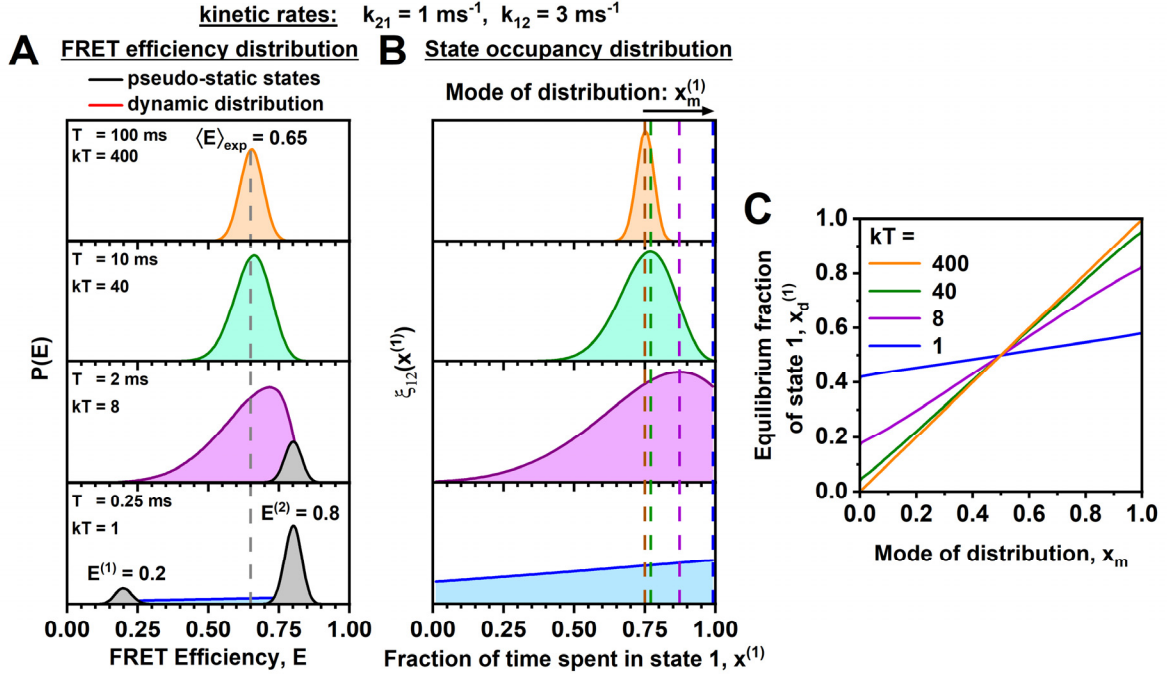 kinetic rates: k₂₁ = 1 ms⁻¹, k₁₂ = 3 ms⁻¹
A FRET efficiency distribution
pseudo-static states
dynamic distribution
T = 100 ms
kT = 400
⟨E⟩exp = 0.65
T = 10 ms
kT = 40
T = 2 ms
kT = 8
T = 0.25 ms
kT = 1
E⁽¹⁾ = 0.2
E⁽²⁾ = 0.8
P(E)
0.00 0.25 0.50 0.75 1.00
FRET Efficiency, E
B State occupancy distribution
Mode of distribution: xₘ⁽¹⁾
ξ₁₂(x⁽¹⁾)
0.00 0.25 0.50 0.75 1.00
Fraction of time spent in state 1, x⁽¹⁾
C
kT =
400
40
8
1
Equilibrium fraction
of state 1, x_d⁽¹⁾
1.0
0.8
0.6
0.4
0.2
0.0
0.0 0.2 0.4 0.6 0.8 1.0
Mode of distribution, xₘ